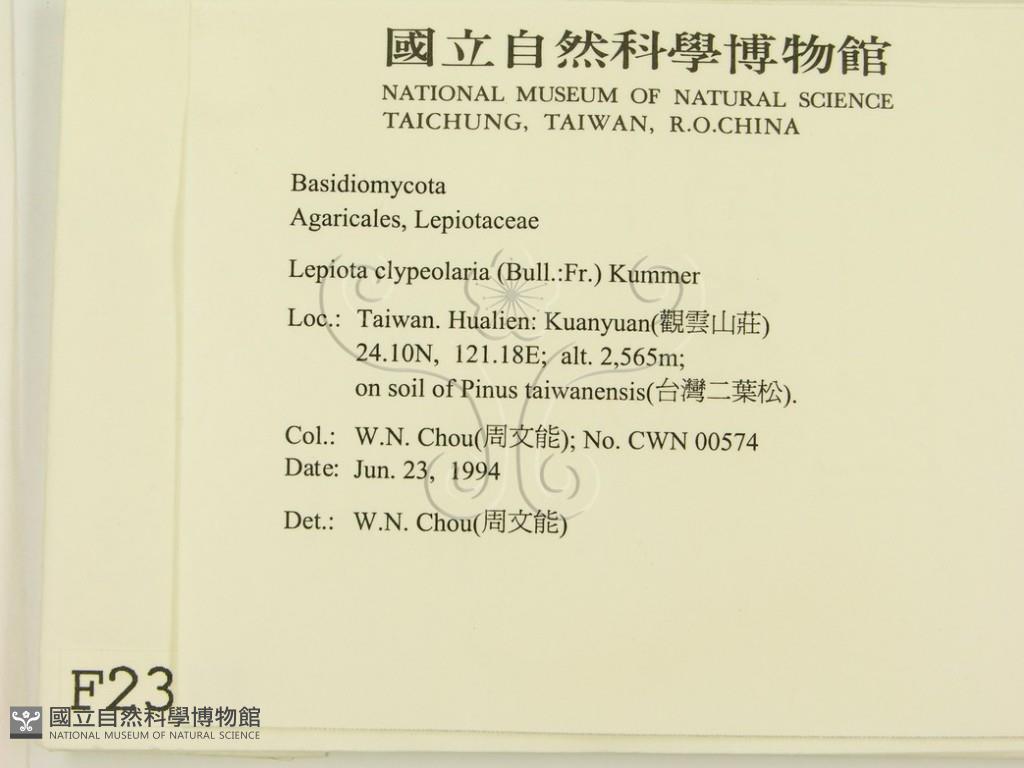 國立自然科學博物館
NATIONAL MUSEUM OF NATURAL SCIENCE
TAICHUNG, TAIWAN, R.O.CHINA
Basidiomycota
Agaricales, Lepiotaceae
Lepiota clypeolaria (Bull.:Fr.) Kummer
Loc.: Taiwan. Hualien: Kuanyuan(觀雲山莊)
24.10N, 121.18E; alt. 2,565m;
on soil of Pinus taiwanensis(台灣二葉松).
Col.: W.N. Chou(周文能); No. CWN 00574
Date: Jun. 23, 1994
Det.: W.N. Chou(周文能)
F23
國立自然科學博物館
NATIONAL MUSEUM OF NATURAL SCIENCE